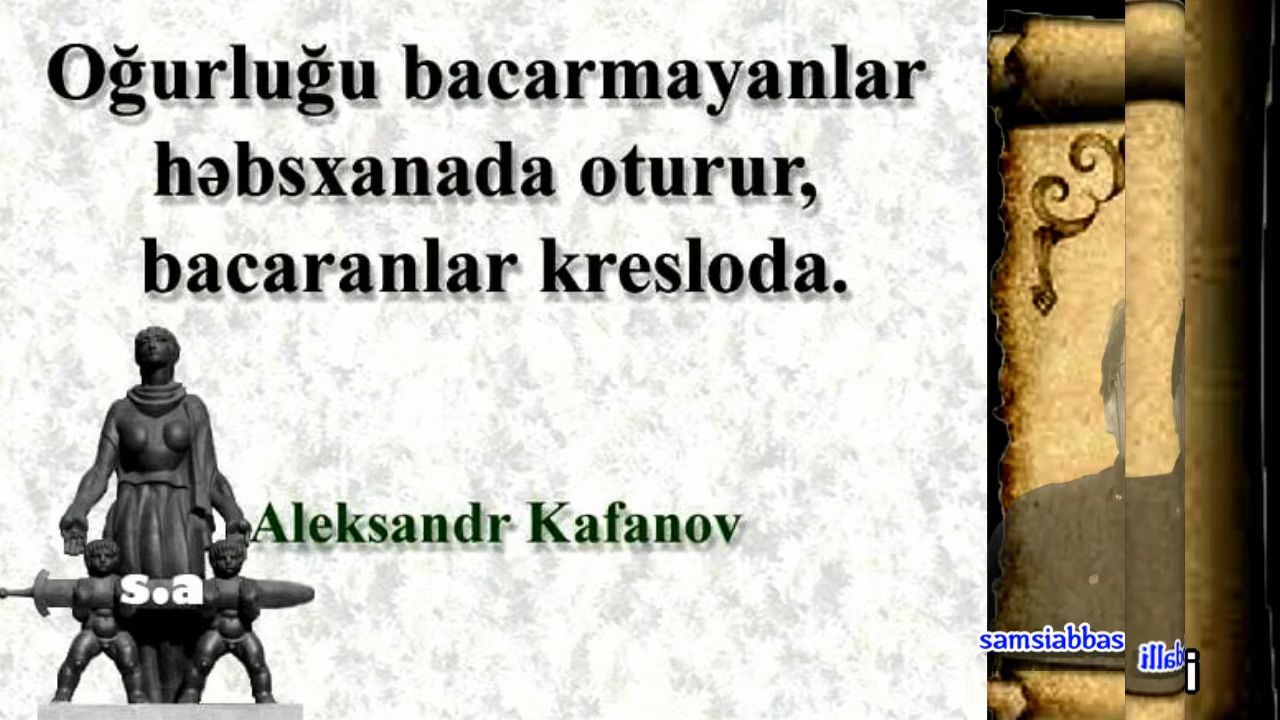 Oğurluğu bacarmayanlar
həbsxanada oturur,
bacaranlar kresloda.
Aleksandr Kafanov
s.a
samsiabbas
i